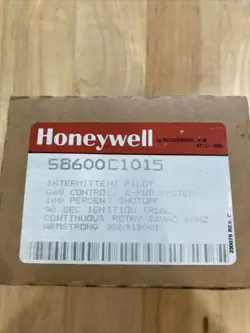 Honeywell
S8600C1015
INTERMITTENT PILOT
GAS CONTROL, 2-ROD SYSTEM
100 PERCENT SHUTOFF
90-SEC IGNITION TRIAL
CONTINUOUS RETRY 24VAC 60HZ
ARMSTRONG